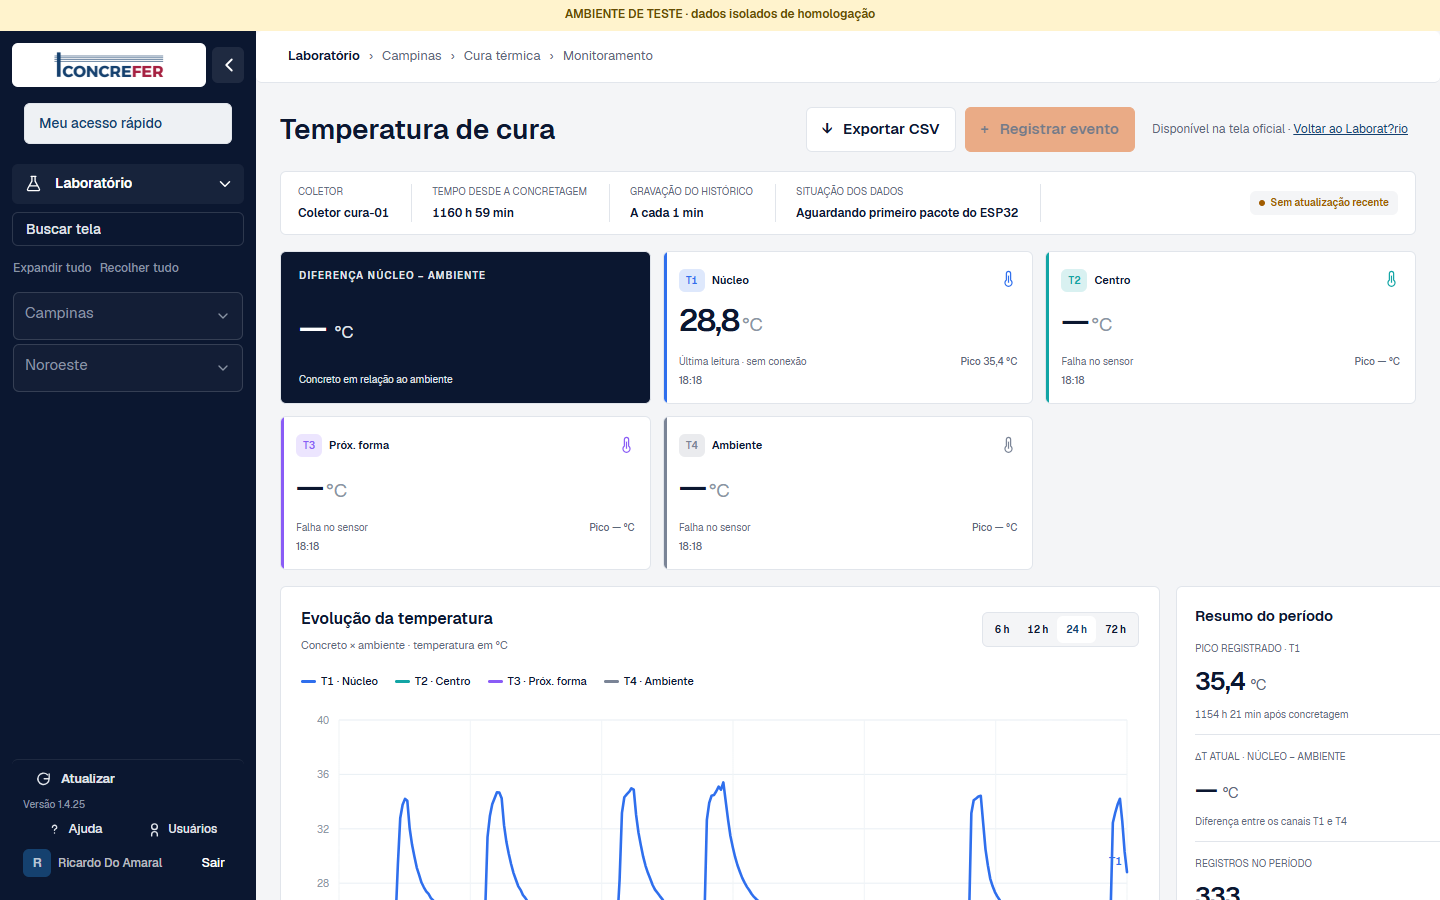 AMBIENTE DE TESTE · dados isolados de homologação
CONCREFER
Meu acesso rápido
Laboratório
Buscar tela
Expandir tudo Recolher tudo
Campinas
Noroeste
Atualizar
Versão 1.4.25
? Ajuda Usuários
R Ricardo Do Amaral Sair
Laboratório › Campinas › Cura térmica › Monitoramento
Temperatura de cura
Exportar CSV
+ Registrar evento
Disponível na tela oficial · Voltar ao Laborat?rio
COLETOR
Coletor cura-01
TEMPO DESDE A CONCRETAGEM
1160 h 59 min
GRAVAÇÃO DO HISTÓRICO
A cada 1 min
SITUAÇÃO DOS DADOS
Aguardando primeiro pacote do ESP32
Sem atualização recente
DIFERENÇA NÚCLEO – AMBIENTE
— °C
Concreto em relação ao ambiente
T1 Núcleo
28,8 °C
Última leitura · sem conexão Pico 35,4 °C
18:18
T2 Centro
— °C
Falha no sensor Pico — °C
18:18
T3 Próx. forma
— °C
Falha no sensor Pico — °C
18:18
T4 Ambiente
— °C
Falha no sensor Pico — °C
18:18
Evolução da temperatura
Concreto × ambiente · temperatura em °C
6 h 12 h 24 h 72 h
T1 · Núcleo T2 · Centro T3 · Próx. forma T4 · Ambiente
40
36
32
28
T1
Resumo do período
PICO REGISTRADO · T1
35,4 °C
1154 h 21 min após concretagem
ΔT ATUAL · NÚCLEO – AMBIENTE
— °C
Diferença entre os canais T1 e T4
REGISTROS NO PERÍODO
333